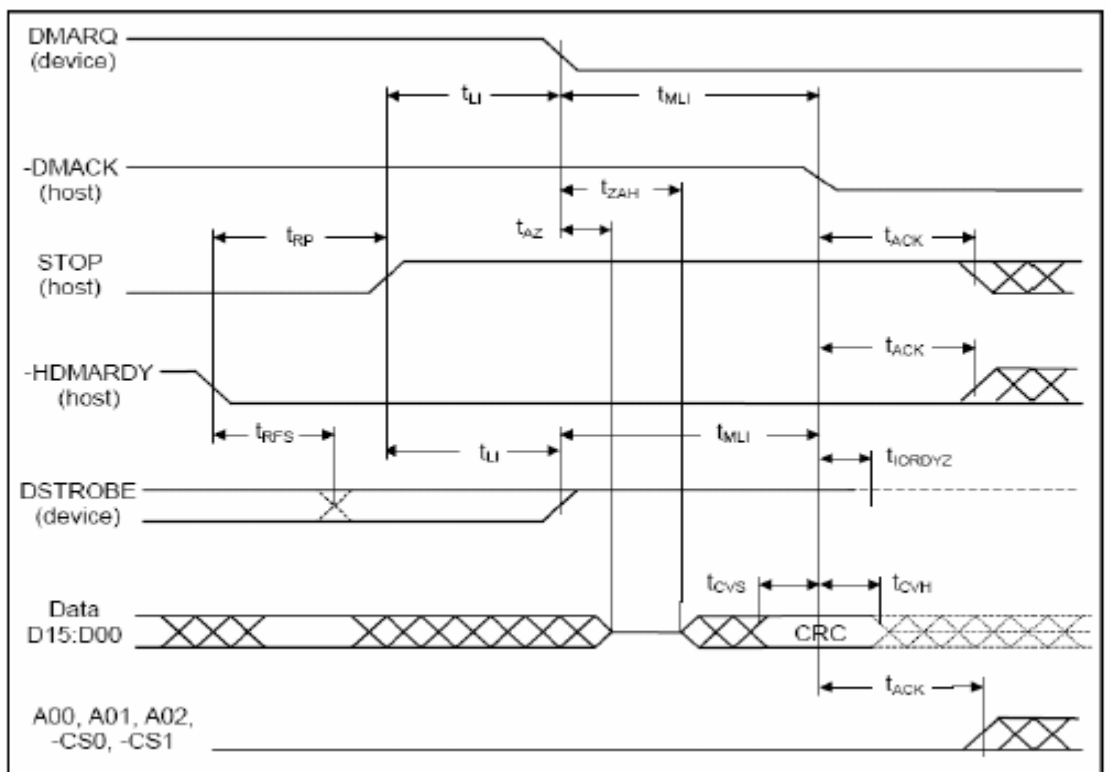 DMARQ
(device)
tLI
tMLI
-DMACK
(host)
tZAH
tAZ
tRP
tACK
STOP
(host)
tACK
-HDMARDY
(host)
tRFS
tLI
tMLI
tIORDYZ
DSTROBE
(device)
tCVS
tCVH
Data
D15:D00
CRC
tACK
A00, A01, A02,
-CS0, -CS1